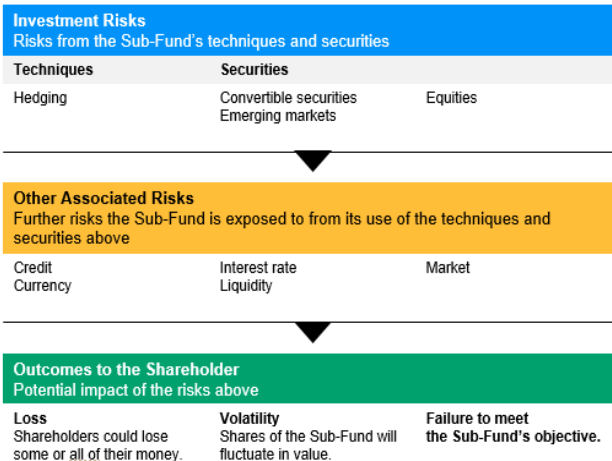 Investment Risks
Risks from the Sub-Fund's techniques and securities
Techniques Securities
Hedging Convertible securities Equities
Emerging markets
Other Associated Risks
Further risks the Sub-Fund is exposed to from its use of the techniques and
securities above
Credit Interest rate Market
Currency Liquidity
Outcomes to the Shareholder
Potential impact of the risks above
Loss Volatility Failure to meet
Shareholders could lose Shares of the Sub-Fund will the Sub-Fund's objective.
some or all of their money. fluctuate in value.